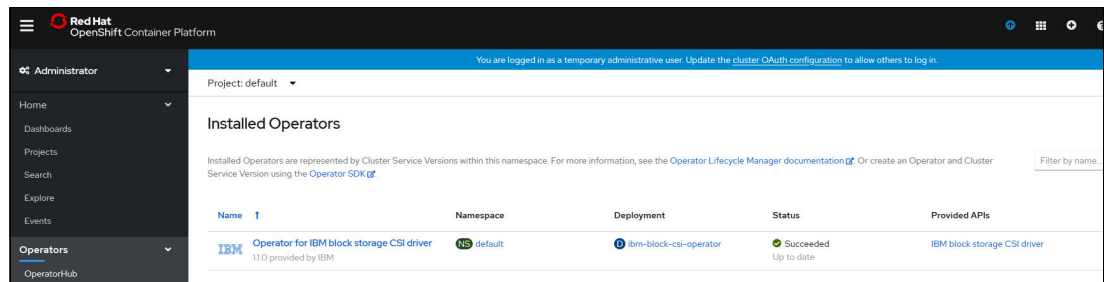 Red Hat
OpenShift Container Platform
Administrator
You are logged in as a temporary administrative user. Update the cluster OAuth configuration to allow others to log in.
Project: default
Home
Dashboards
Projects
Search
Explore
Events
Operators
OperatorHub
Installed Operators
Installed Operators are represented by Cluster Service Versions within this namespace. For more information, see the Operator Lifecycle Manager documentation. Or create an Operator and Cluster
Service Version using the Operator SDK.
Filter by name...
Name Namespace Deployment Status Provided APIs
IBM Operator for IBM block storage CSI driver NS default D ibm-block-csi-operator Succeeded IBM block storage CSI driver
1.1.0 provided by IBM Up to date